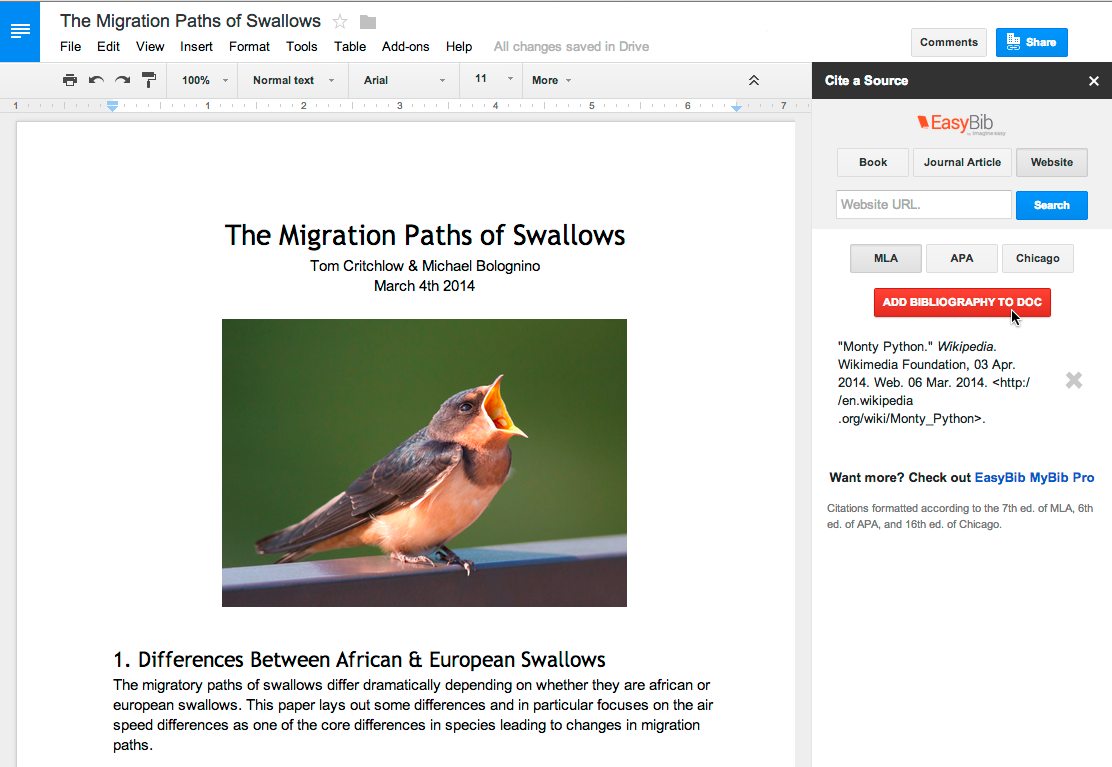 The Migration Paths of Swallows
File Edit View Insert Format Tools Table Add-ons Help All changes saved in Drive
Comments
Share
100% Normal text Arial 11 More
1 1 2 3 4 5 6 7
The Migration Paths of Swallows
Tom Critchlow & Michael Bolognino
March 4th 2014
1. Differences Between African & European Swallows
The migratory paths of swallows differ dramatically depending on whether they are african or
european swallows. This paper lays out some differences and in particular focuses on the air
speed differences as one of the core differences in species leading to changes in migration
paths.
Cite a Source
EasyBib
by imagine easy
Book Journal Article Website
Website URL. Search
MLA APA Chicago
ADD BIBLIOGRAPHY TO DOC
"Monty Python." Wikipedia.
Wikimedia Foundation, 03 Apr.
2014. Web. 06 Mar. 2014. <http:/
/en.wikipedia
.org/wiki/Monty_Python>.
Want more? Check out EasyBib MyBib Pro
Citations formatted according to the 7th ed. of MLA, 6th
ed. of APA, and 16th ed. of Chicago.